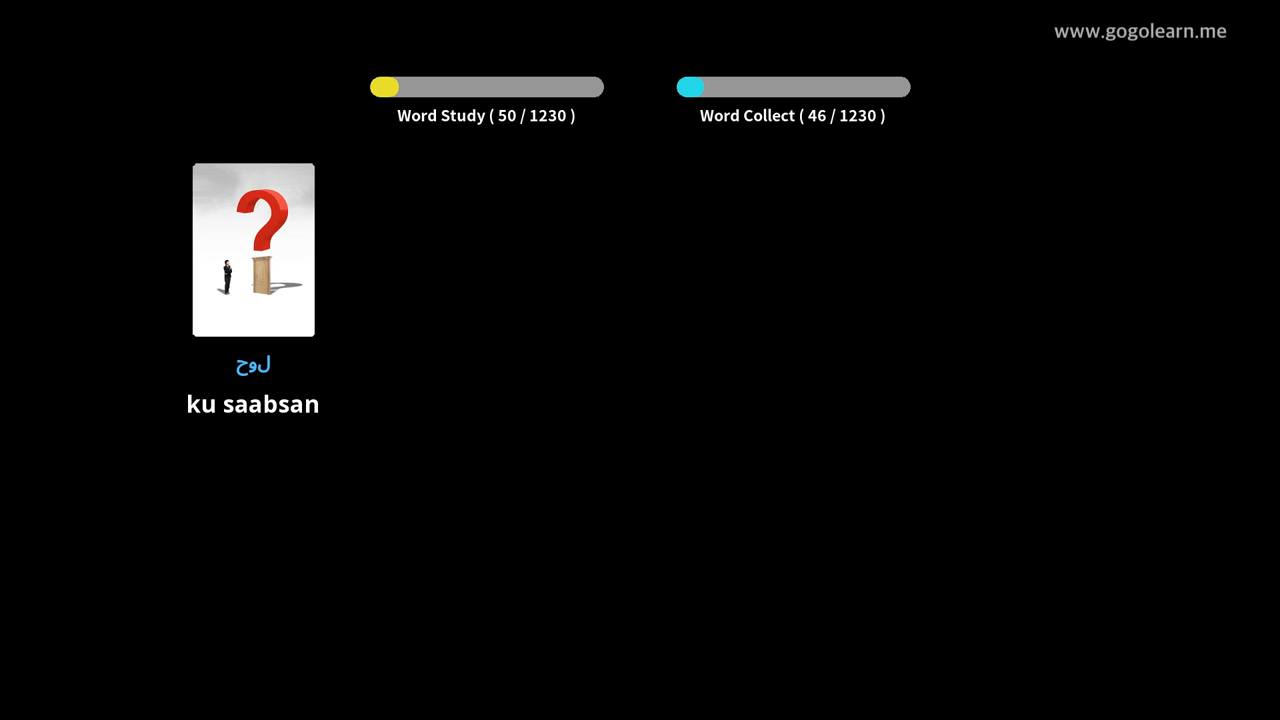 www.gogolearn.me
Word Study ( 50 / 1230 )
Word Collect ( 46 / 1230 )
لوح
ku saabsan